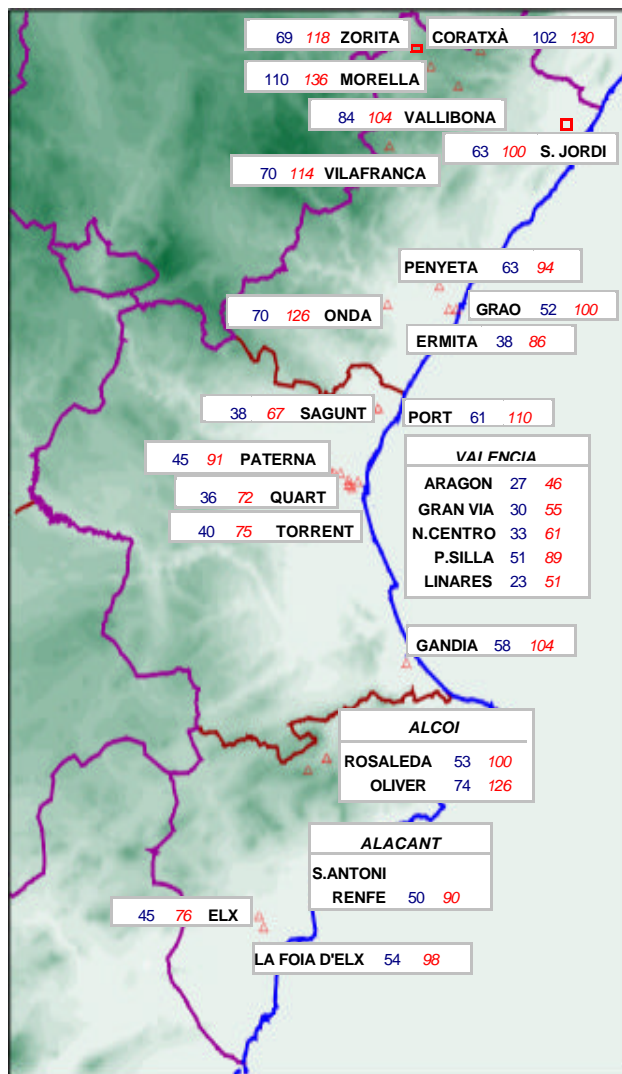 69 118 ZORITA
CORATXÀ 102 130
110 136 MORELLA
84 104 VALLIBONA
63 100 S. JORDI
70 114 VILAFRANCA
PENYETA 63 94
70 126 ONDA
GRAO 52 100
ERMITA 38 86
38 67 SAGUNT
PORT 61 110
45 91 PATERNA
36 72 QUART
40 75 TORRENT
VALENCIA
ARAGON 27 46
GRAN VIA 30 55
N.CENTRO 33 61
P.SILLA 51 89
LINARES 23 51
GANDIA 58 104
ALCOI
ROSALEDA 53 100
OLIVER 74 126
ALACANT
S.ANTONI
RENFE 50 90
45 76 ELX
LA FOIA D'ELX 54 98